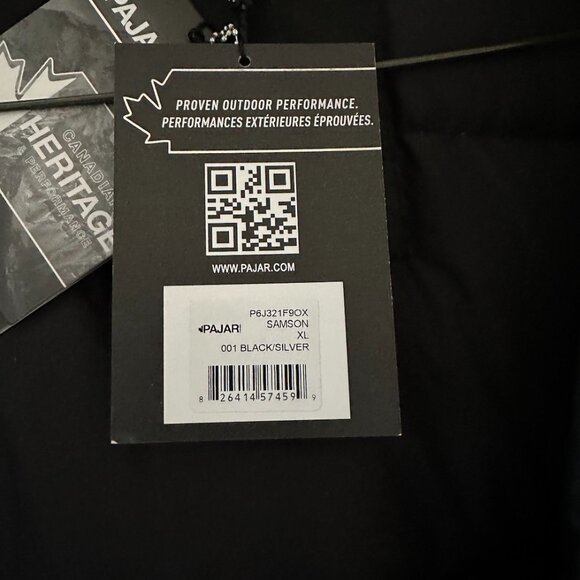 PAJAR
CANADIAN
HERITAGE
& PERFORMANCE
PROVEN OUTDOOR PERFORMANCE.
PERFORMANCES EXTÉRIEURES ÉPROUVÉES.
WWW.PAJAR.COM
P6J321F9OX
PAJAR
SAMSON
XL
001 BLACK/SILVER
8 26414 57459 9